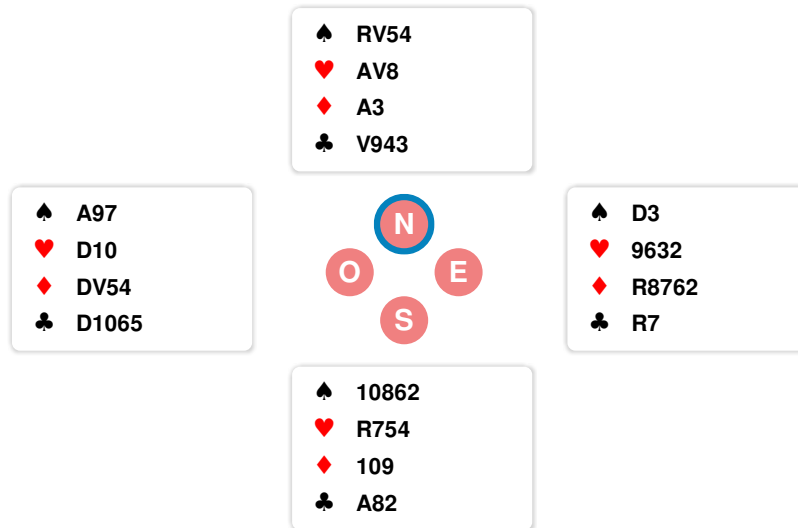 ♠ RV54
♥ AV8
♦ A3
♣ V943
♠ A97
♥ D10
♦ DV54
♣ D1065
N
O E
S
♠ D3
♥ 9632
♦ R8762
♣ R7
♠ 10862
♥ R754
♦ 109
♣ A82